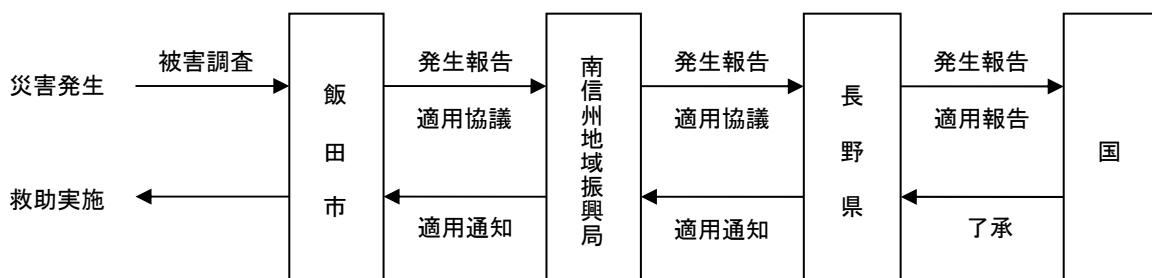 災害発生
被害調査
飯田市
発生報告
適用協議
南信州地域振興局
発生報告
適用協議
長野県
発生報告
適用報告
国
救助実施
適用通知
適用通知
了承